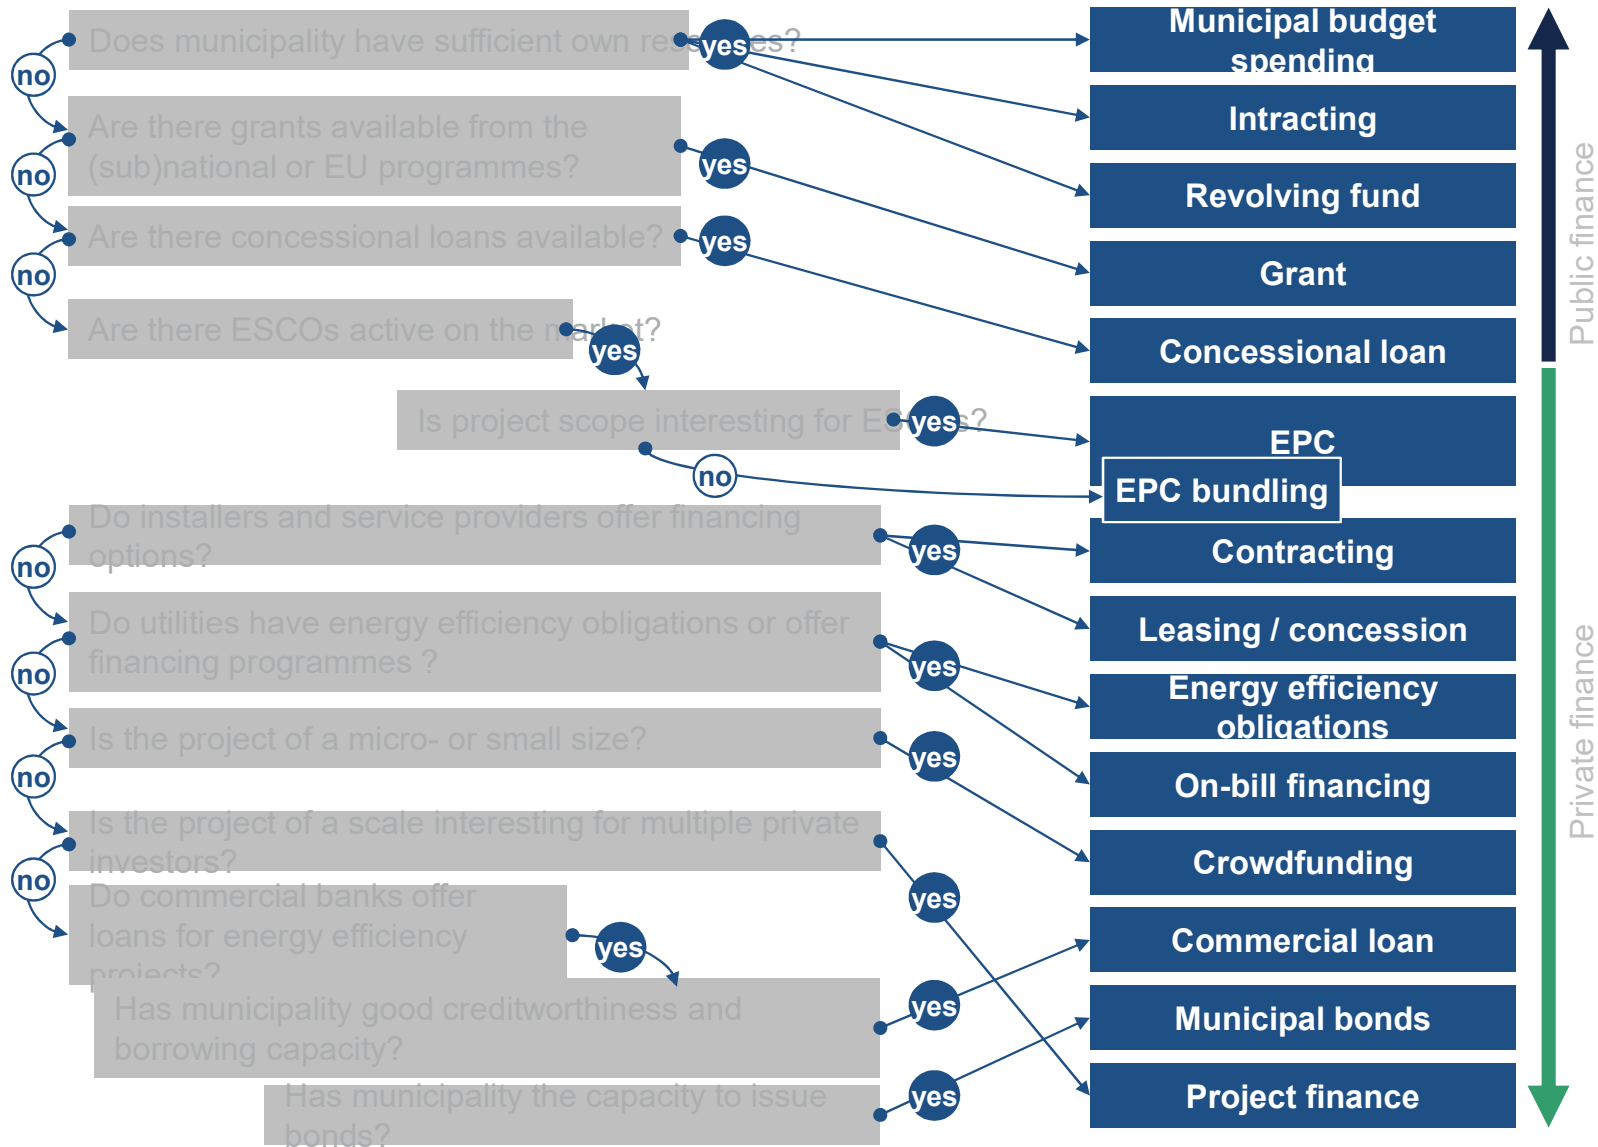 Does municipality have sufficient own resources?
yes
Municipal budget
spending
no
Are there grants available from the
(sub)national or EU programmes?
yes
Intracting
Revolving fund
no
Are there concessional loans available?
yes
Grant
no
Are there ESCOs active on the market?
yes
Concessional loan
Public finance
Is project scope interesting for ESCOs?
yes
EPC
no
EPC bundling
Do installers and service providers offer financing
options?
yes
Contracting
no
Leasing / concession
Do utilities have energy efficiency obligations or offer
financing programmes ?
yes
Energy efficiency
obligations
no
On-bill financing
Is the project of a micro- or small size?
yes
Crowdfunding
no
Is the project of a scale interesting for multiple private
investors?
yes
Private finance
no
Do commercial banks offer
loans for energy efficiency
projects?
yes
Commercial loan
Has municipality good creditworthiness and
borrowing capacity?
yes
Municipal bonds
Has municipality the capacity to issue
bonds?
yes
Project finance